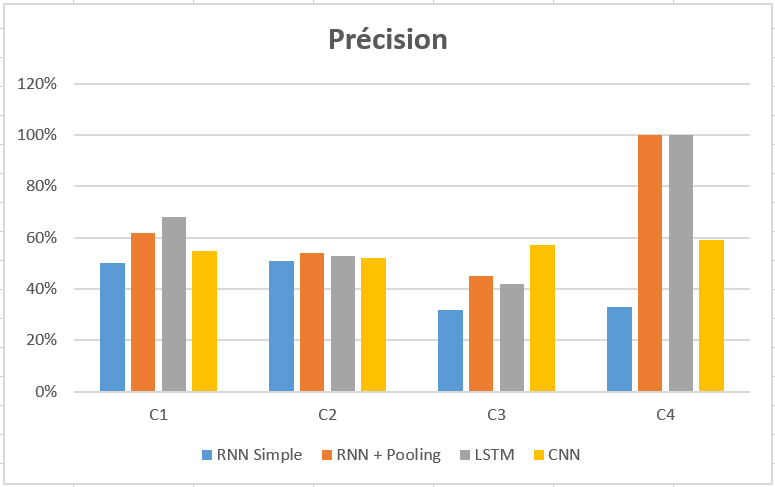 Précision
120%
100%
80%
60%
40%
20%
0%
C1 C2 C3 C4
RNN Simple RNN + Pooling LSTM CNN